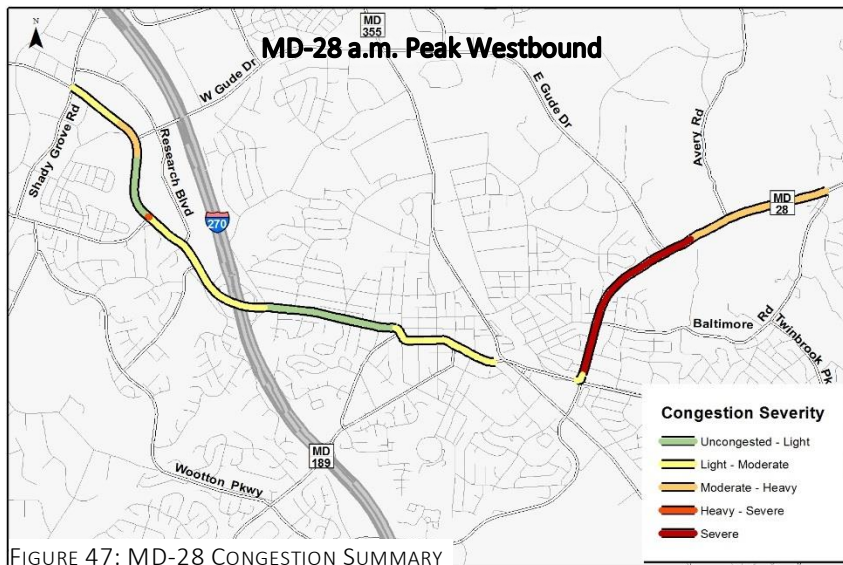 N
MD
355
MD-28 a.m. Peak Westbound
W Gude Dr
E Gude Dr
Avery Rd
Shady Grove Rd
Research Blvd
270
MD
28
Baltimore Rd
Twinbrook Pk
MD
189
Wootton Pkwy
Congestion Severity
Uncongested - Light
Light - Moderate
Moderate - Heavy
Heavy - Severe
Severe
FIGURE 47: MD-28 CONGESTION SUMMARY